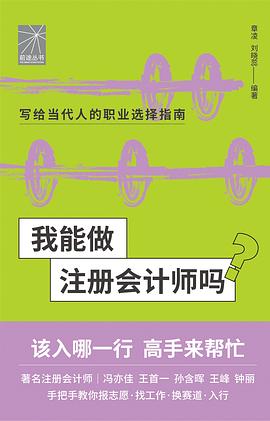 前途丛书
章凌 刘晓蕊——编著
写给当代人的职业选择指南
我能做
注册会计师吗?
该入哪一行 高手来帮忙
著名注册会计师｜冯亦佳 王首一 孙含晖 王峰 钟丽
手把手教你报志愿·找工作·换赛道·入行